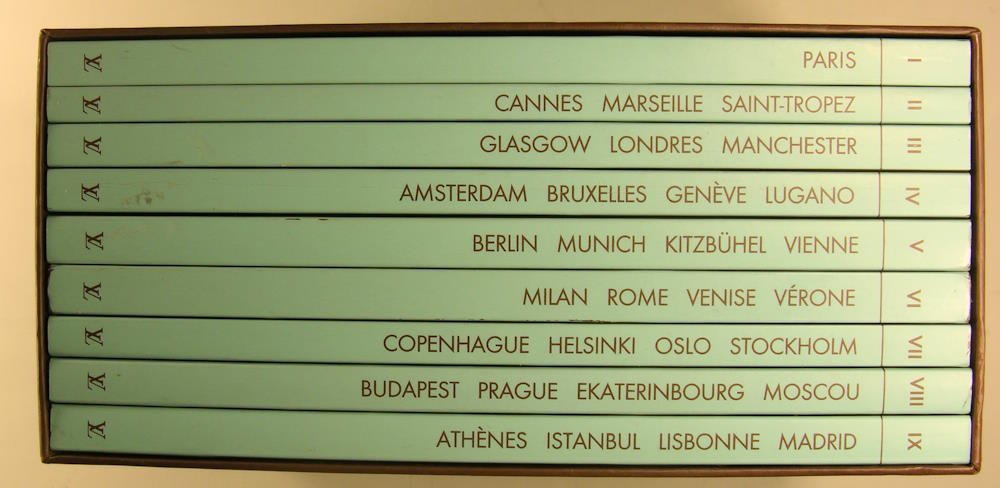 PARIS I
CANNES MARSEILLE SAINT-TROPEZ II
GLASGOW LONDRES MANCHESTER III
AMSTERDAM BRUXELLES GENÈVE LUGANO IV
BERLIN MUNICH KITZBÜHEL VIENNE V
MILAN ROME VENISE VÉRONE VI
COPENHAGUE HELSINKI OSLO STOCKHOLM VII
BUDAPEST PRAGUE EKATERINBOURG MOSCOU VIII
ATHÈNES ISTANBUL LISBONNE MADRID IX